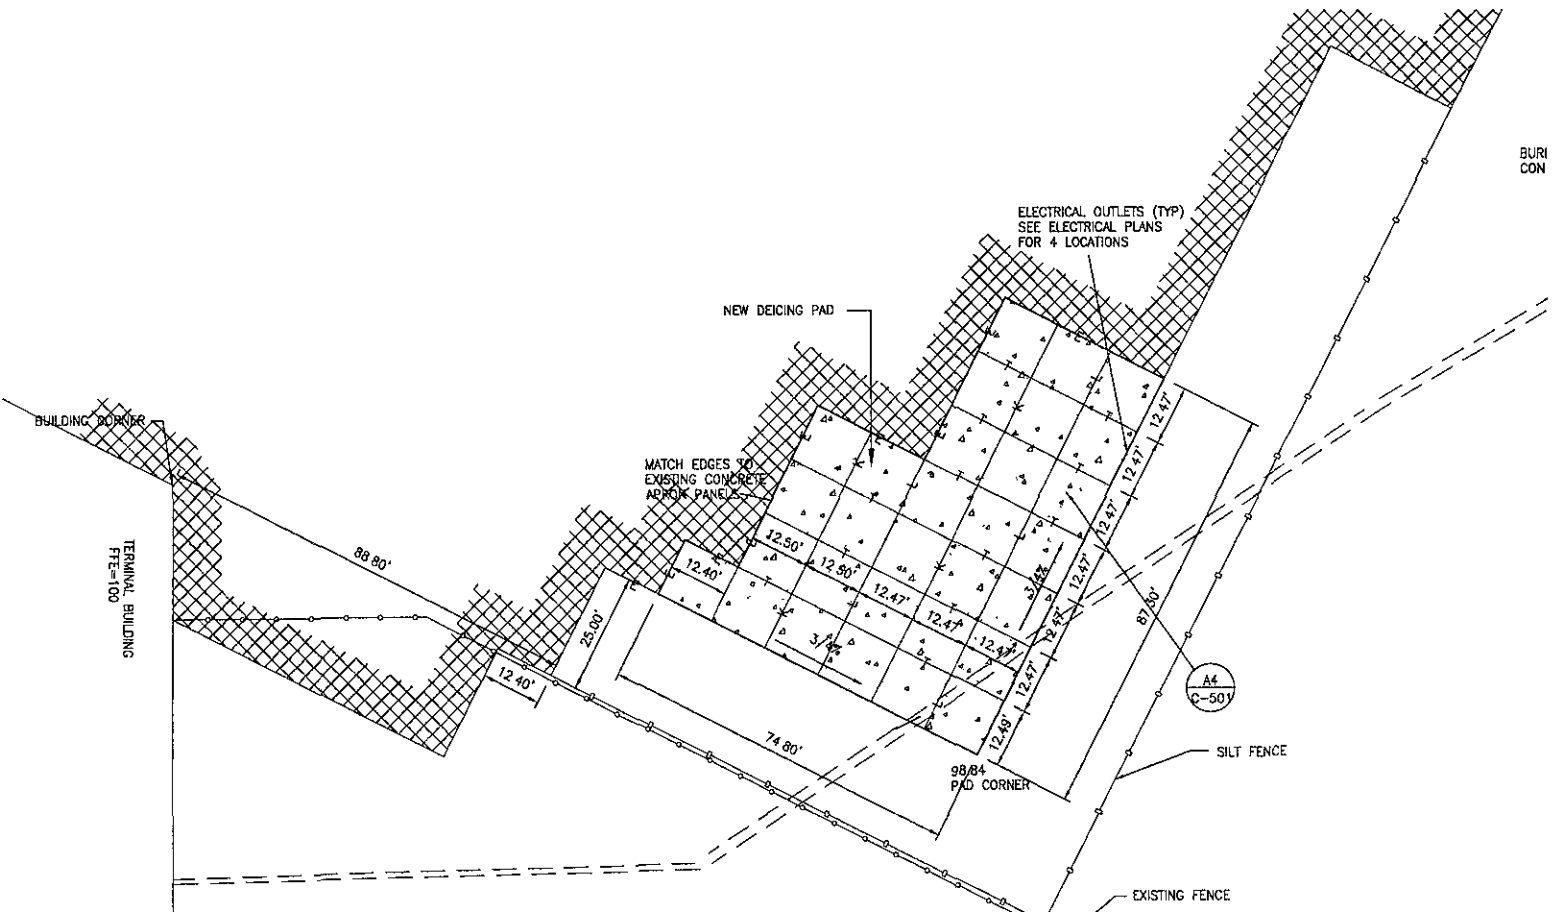 BURI
CON
ELECTRICAL OUTLETS (TYP)
SEE ELECTRICAL PLANS
FOR 4 LOCATIONS
NEW DEICING PAD
BUILDING CORNER
MATCH EDGES TO
EXISTING CONCRETE
APRON PANELS
TERMINAL BUILDING
FFE=100
88.80'
12.40'
25.00'
12.40'
12.50'
12.50'
12.47'
12.47'
12.47'
3/4%
3/4%
12.47'
12.47'
12.47'
12.47'
12.47'
12.47'
12.49'
87.30'
74.80'
98.84
PAD CORNER
A4
C-501
SILT FENCE
EXISTING FENCE